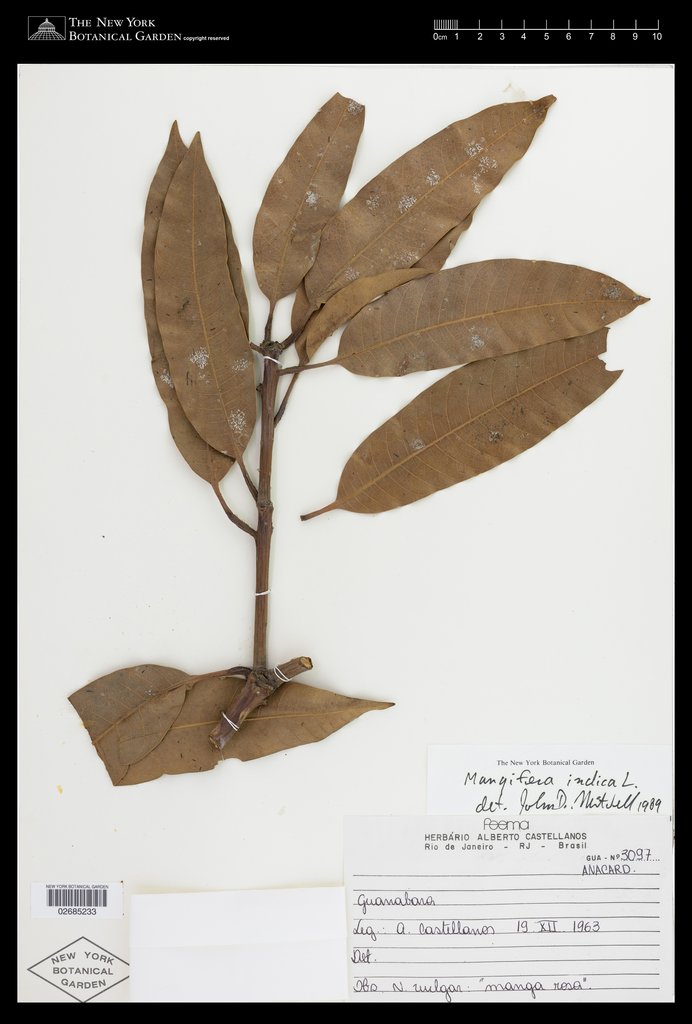 THE NEW YORK
BOTANICAL GARDEN copyright reserved
0cm 1 2 3 4 5 6 7 8 9 10
The New York Botanical Garden
Mangifera indica L.
det. John D. Mitchell 1989
feema
HERBÁRIO ALBERTO CASTELLANOS
Rio de Janeiro - RJ - Brasil
GUA - Nº 3097
ANACARD.
Guanabara
Leg.: A. Castellanos 19 XII 1963
Det.
Obs. N. vulgar: "manga rosa".
NEW YORK BOTANICAL GARDEN
02685233
NEW YORK
BOTANICAL
GARDEN